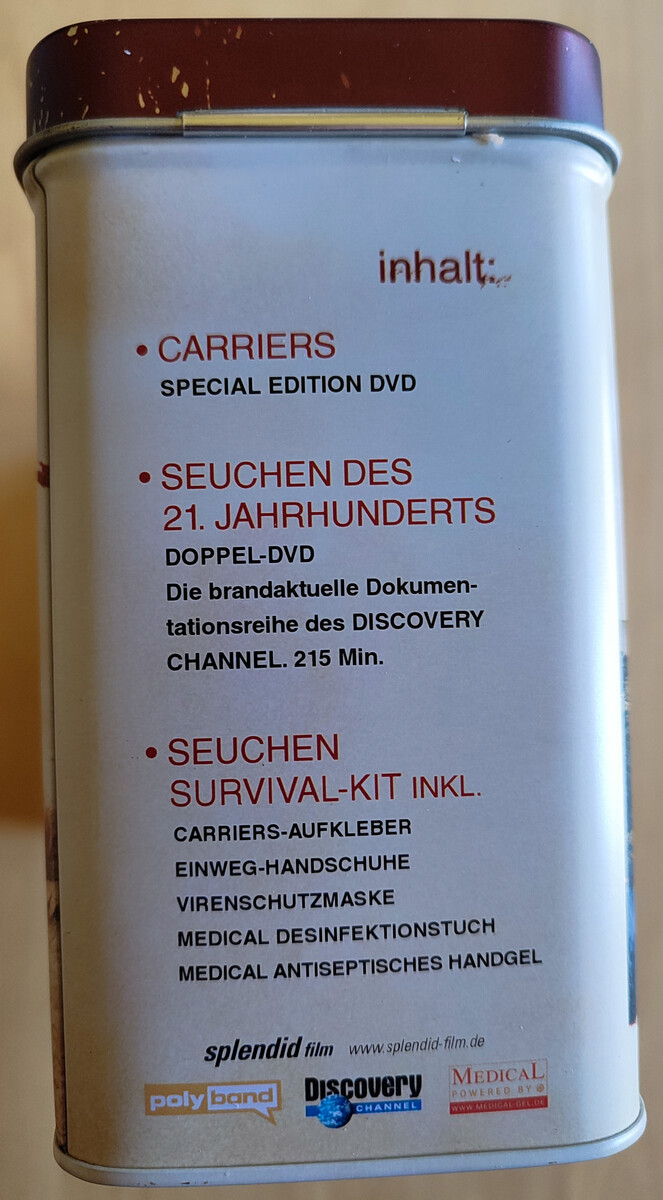 inhalt:
• CARRIERS
SPECIAL EDITION DVD
• SEUCHEN DES
21. JAHRHUNDERTS
DOPPEL-DVD
Die brandaktuelle Dokumen-
tationsreihe des DISCOVERY
CHANNEL. 215 Min.
• SEUCHEN
SURVIVAL-KIT INKL.
CARRIERS-AUFKLEBER
EINWEG-HANDSCHUHE
VIRENSCHUTZMASKE
MEDICAL DESINFEKTIONSTUCH
MEDICAL ANTISEPTISCHES HANDGEL
splendid film www.splendid-film.de
polyband
DISCOVERY
CHANNEL
MEDICAL
POWERED BY
WWW.MEDICAL-GEL.DE